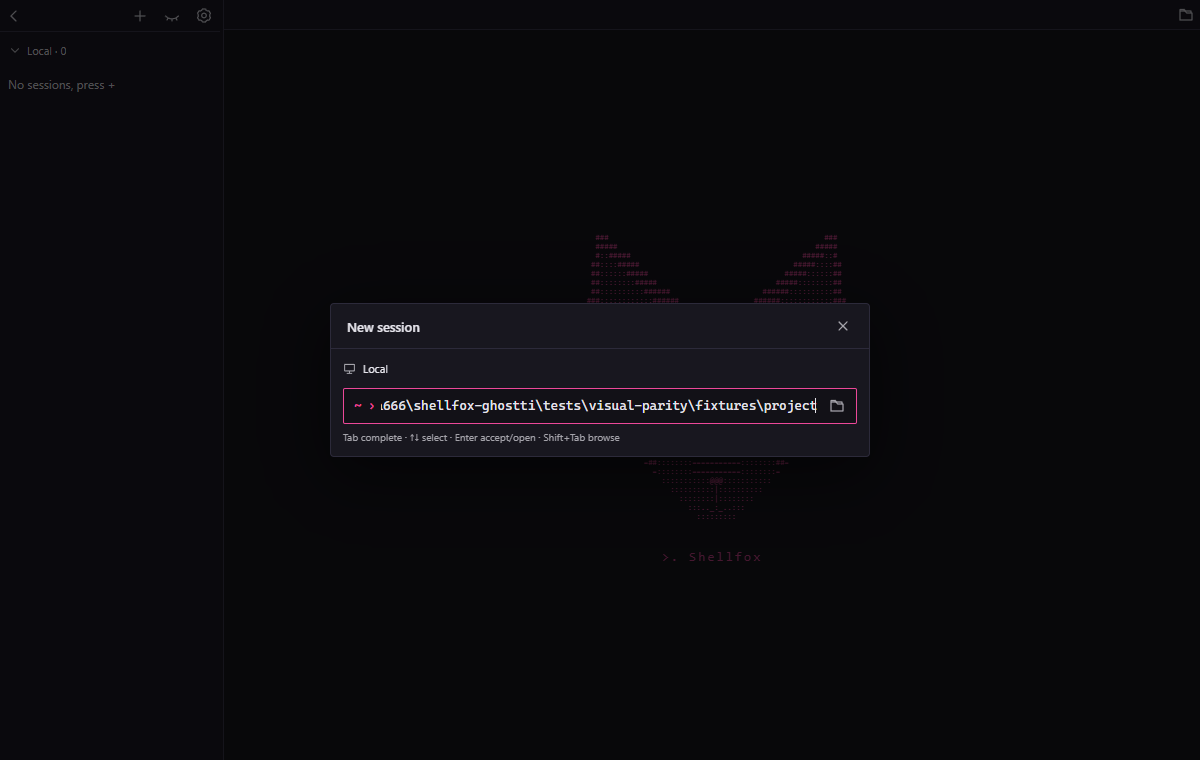 Local · 0
No sessions, press +
New session
Local
~ › 666\shellfox-ghostti\tests\visual-parity\fixtures\project
Tab complete · ↑↓ select · Enter accept/open · Shift+Tab browse
>. Shellfox